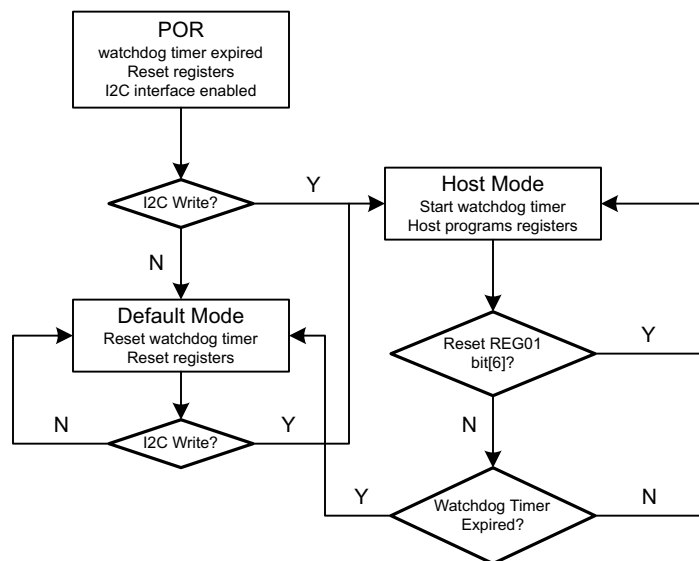 POR
watchdog timer expired
Reset registers
I2C interface enabled
I2C Write?
Y
N
Host Mode
Start watchdog timer
Host programs registers
Default Mode
Reset watchdog timer
Reset registers
Reset REG01
bit[6]?
Y
N
I2C Write?
N
Y
Watchdog Timer
Expired?
Y
N